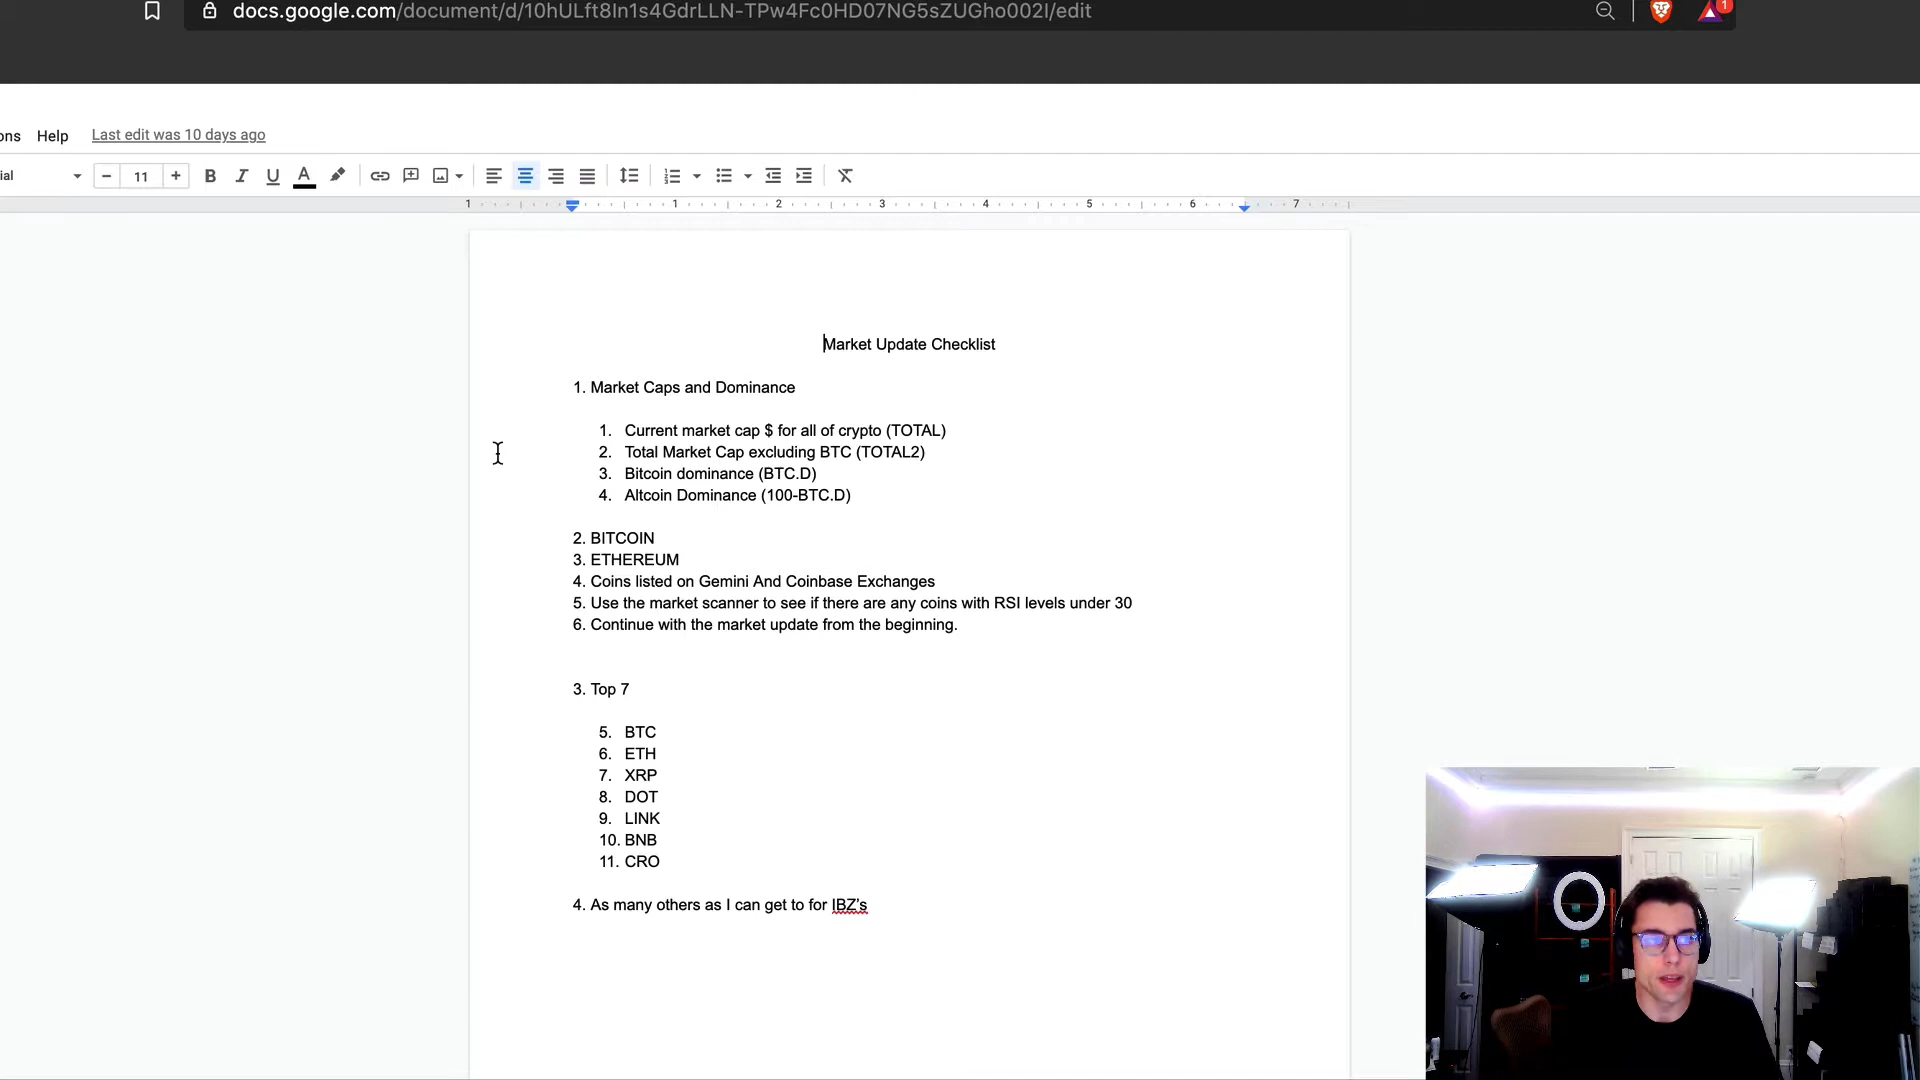 docs.google.com/document/d/10hULft8In1s4GdrLLN-TPw4Fc0HD07NG5sZUGho002I/edit
1
ons Help Last edit was 10 days ago
ial 11
1 1 2 3 4 5 6 7
Market Update Checklist
1. Market Caps and Dominance
1. Current market cap $ for all of crypto (TOTAL)
2. Total Market Cap excluding BTC (TOTAL2)
3. Bitcoin dominance (BTC.D)
4. Altcoin Dominance (100-BTC.D)
2. BITCOIN
3. ETHEREUM
4. Coins listed on Gemini And Coinbase Exchanges
5. Use the market scanner to see if there are any coins with RSI levels under 30
6. Continue with the market update from the beginning.
3. Top 7
5. BTC
6. ETH
7. XRP
8. DOT
9. LINK
10. BNB
11. CRO
4. As many others as I can get to for IBZ's